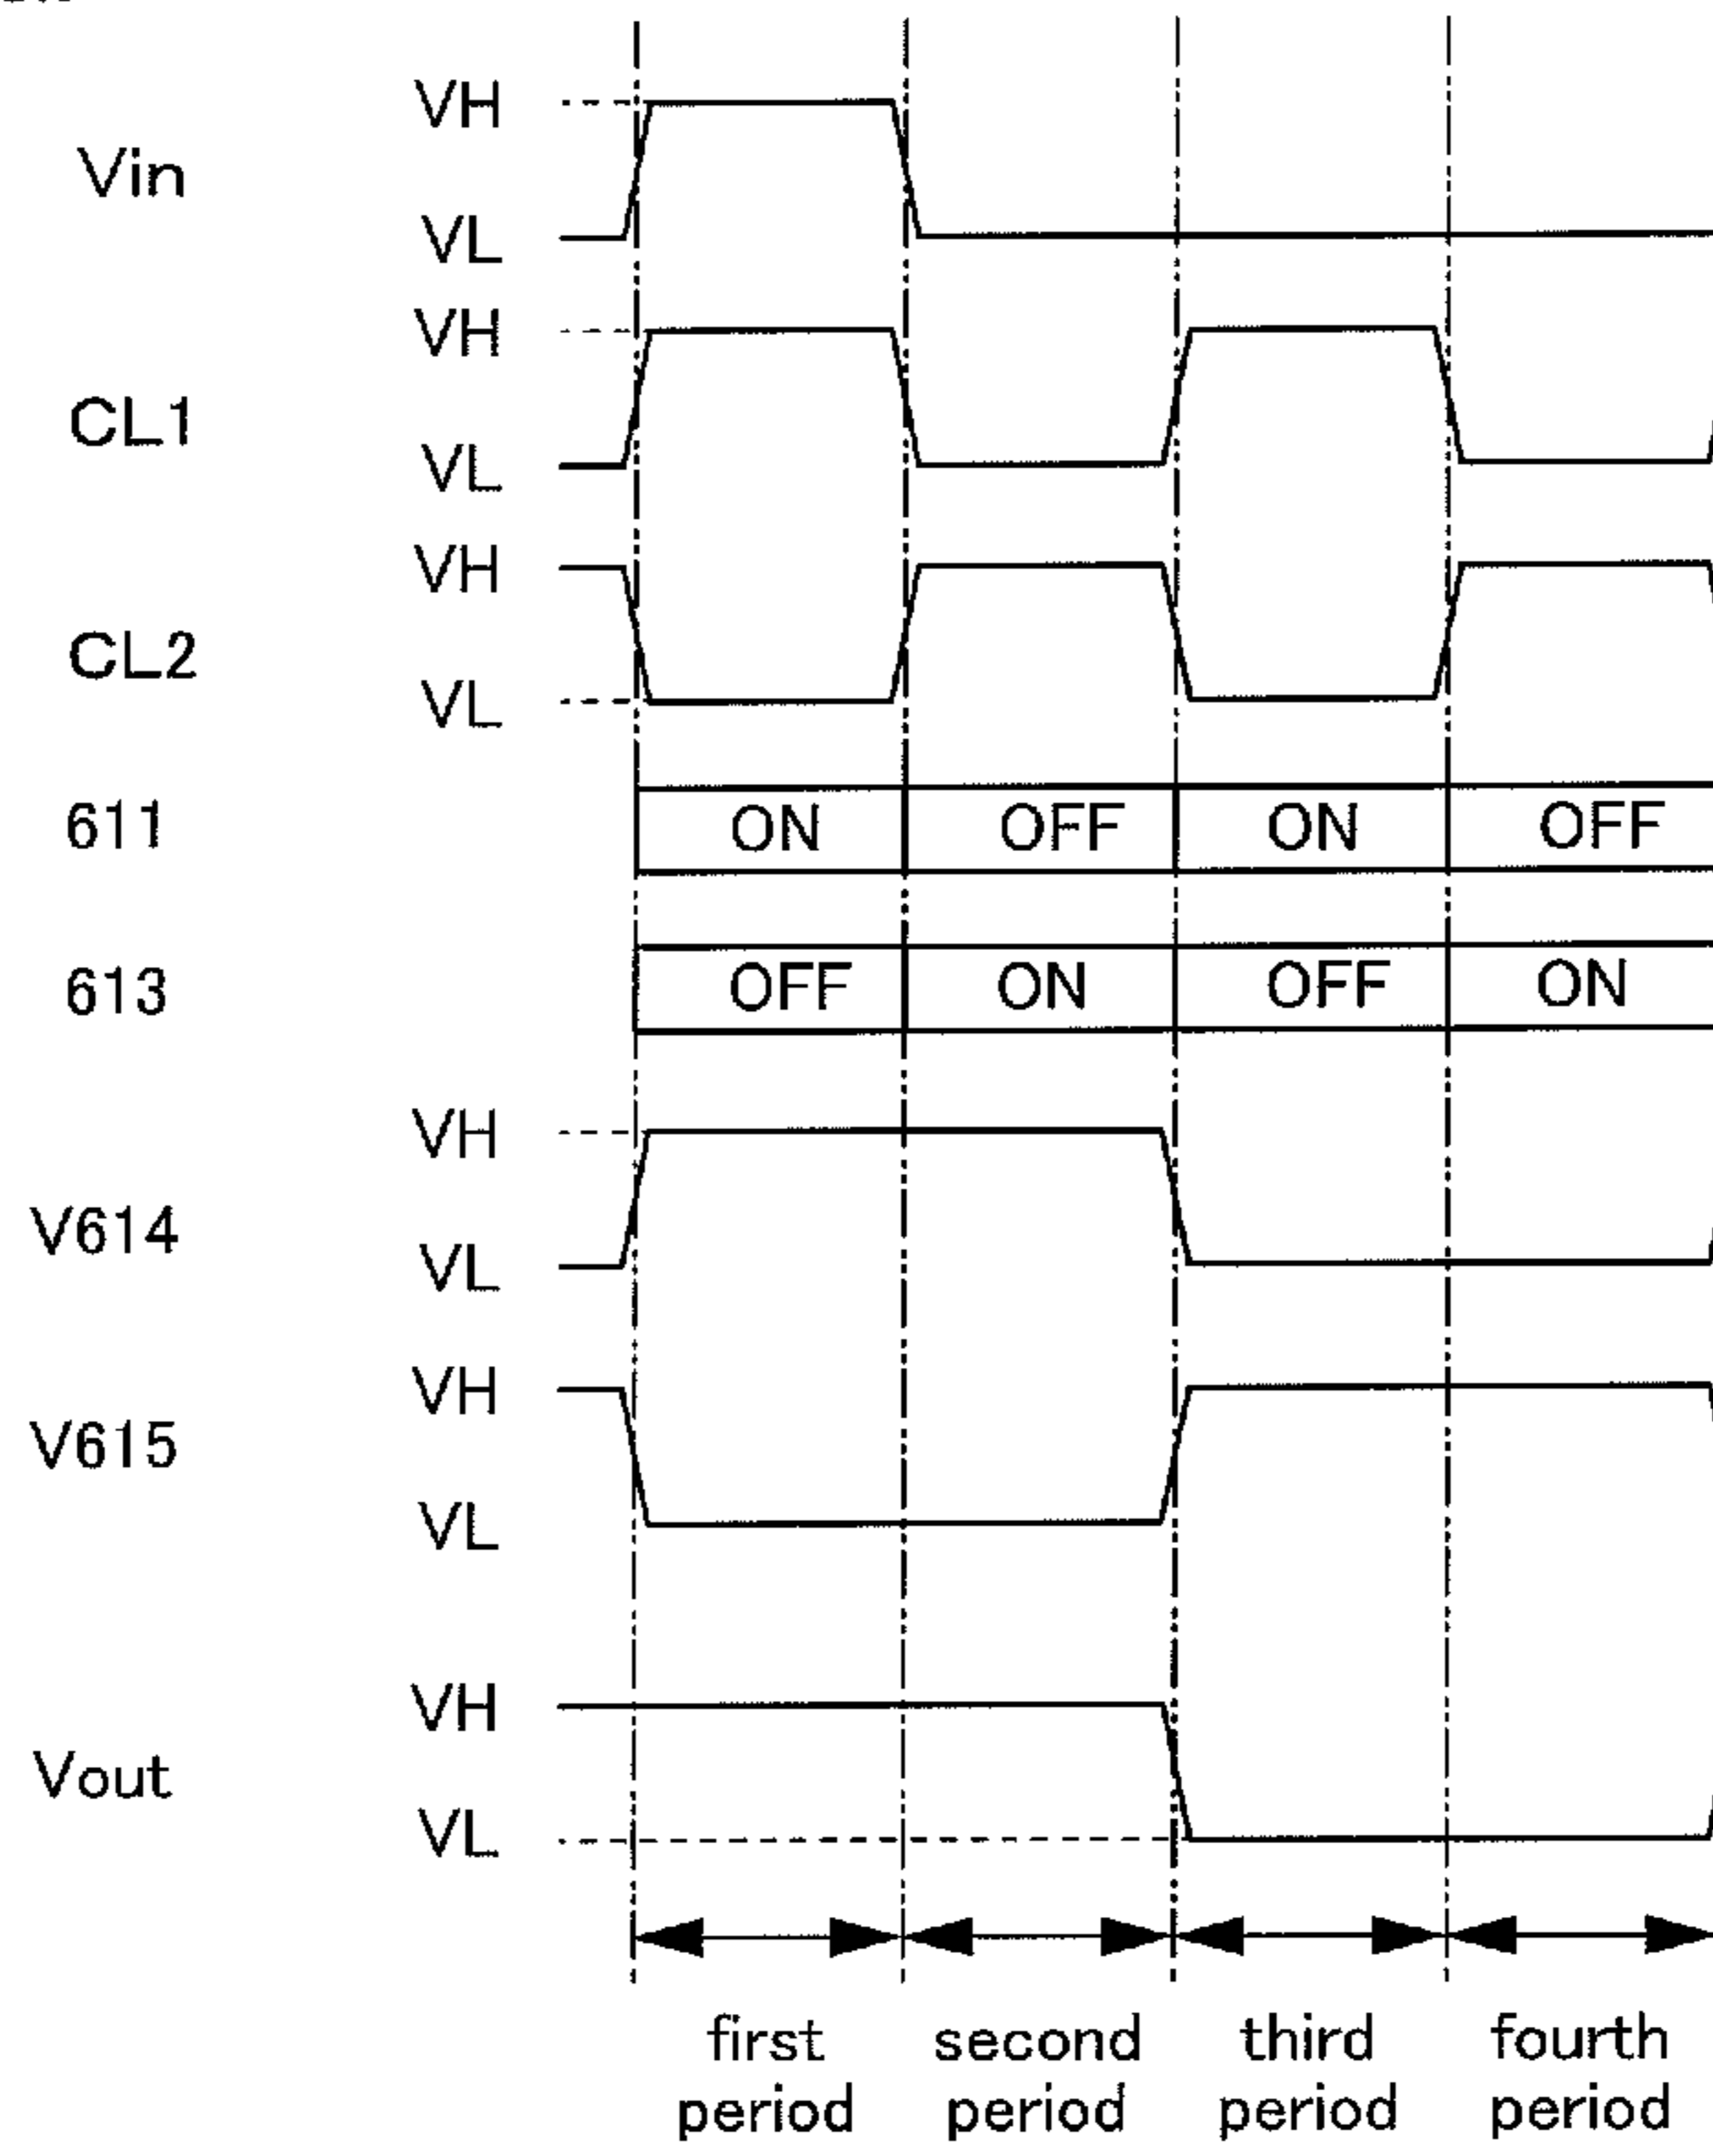 VH
Vin
VL
VH
CL1
VL
VH
CL2
VL
611 ON OFF ON OFF
613 OFF ON OFF ON
VH
V614
VL
VH
V615
VL
VH
Vout
VL
first second third fourth
period period period period